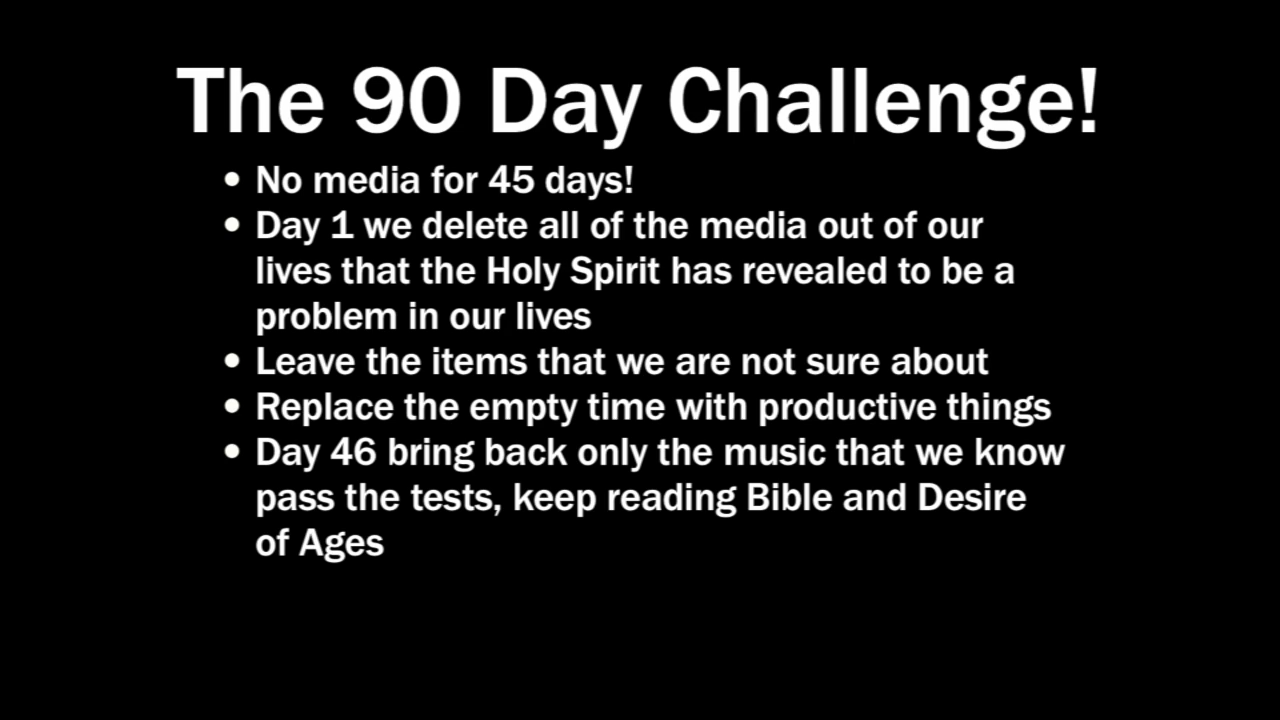 The 90 Day Challenge!
• No media for 45 days!
• Day 1 we delete all of the media out of our
lives that the Holy Spirit has revealed to be a
problem in our lives
• Leave the items that we are not sure about
• Replace the empty time with productive things
• Day 46 bring back only the music that we know
pass the tests, keep reading Bible and Desire
of Ages